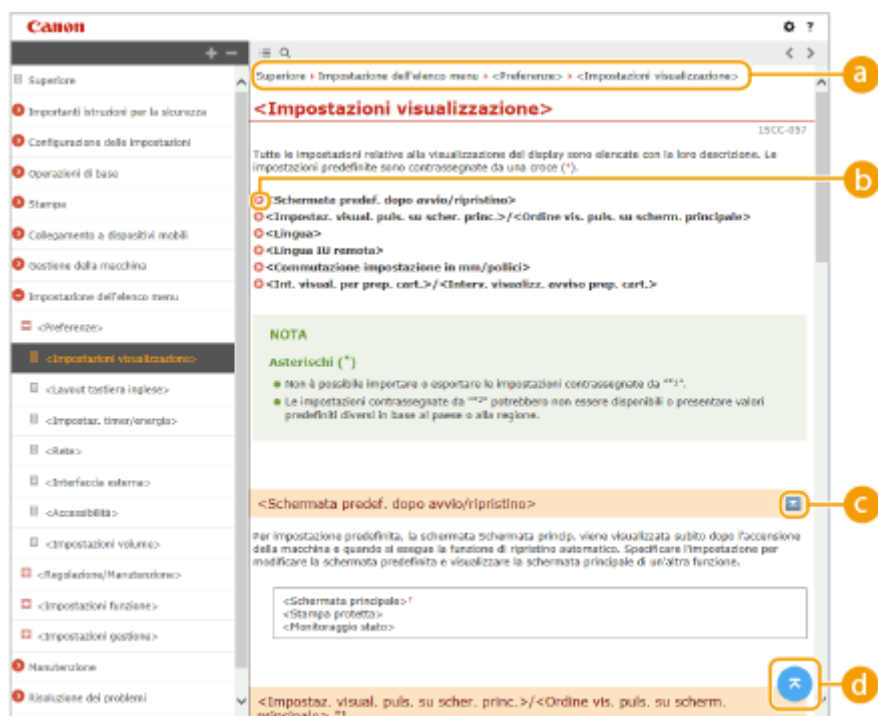 Canon
?
+ −
< >
Superiore
Importanti istruzioni per la sicurezza
Configurazione delle impostazioni
Operazioni di base
Stampa
Collegamento a dispositivi mobili
Gestione della macchina
Impostazione dell'elenco menu
<Preferenze>
<Impostazioni visualizzazione>
<Layout tastiera inglese>
<Impostaz. timer/energia>
<Rete>
<Interfaccia esterna>
<Accessibilità>
<Impostazioni volume>
<Regolazione/Manutenzione>
<Impostazioni funzione>
<Impostazioni gestione>
Manutenzione
Risoluzione dei problemi
Superiore › Impostazione dell'elenco menu › <Preferenze> › <Impostazioni visualizzazione>
a
<Impostazioni visualizzazione>
1SCC-097
Tutte le impostazioni relative alla visualizzazione del display sono elencate con la loro descrizione. Le
impostazioni predefinite sono contrassegnate da una croce (†).
b
<Schermata predef. dopo avvio/ripristino>
<Impostaz. visual. puls. su scher. princ.>/<Ordine vis. puls. su scherm. principale>
<Lingua>
<Lingua IU remota>
<Commutazione impostazione in mm/pollici>
<Int. visual. per prep. cart.>/<Interv. visualizz. avviso prep. cart.>
NOTA
Asterischi (*)
Non è possibile importare o esportare le impostazioni contrassegnate da "*1".
Le impostazioni contrassegnate da "*2" potrebbero non essere disponibili o presentare valori
predefiniti diversi in base al paese o alla regione.
<Schermata predef. dopo avvio/ripristino>
c
Per impostazione predefinita, la schermata Schermata princip. viene visualizzata subito dopo l'accensione
della macchina e quando si esegue la funzione di ripristino automatico. Specificare l'impostazione per
modificare la schermata predefinita e visualizzare la schermata principale di un'altra funzione.
<Schermata principale>†
<Stampa protetta>
<Monitoraggio stato>
d
<Impostaz. visual. puls. su scher. princ.>/<Ordine vis. puls. su scherm.
principale> *1